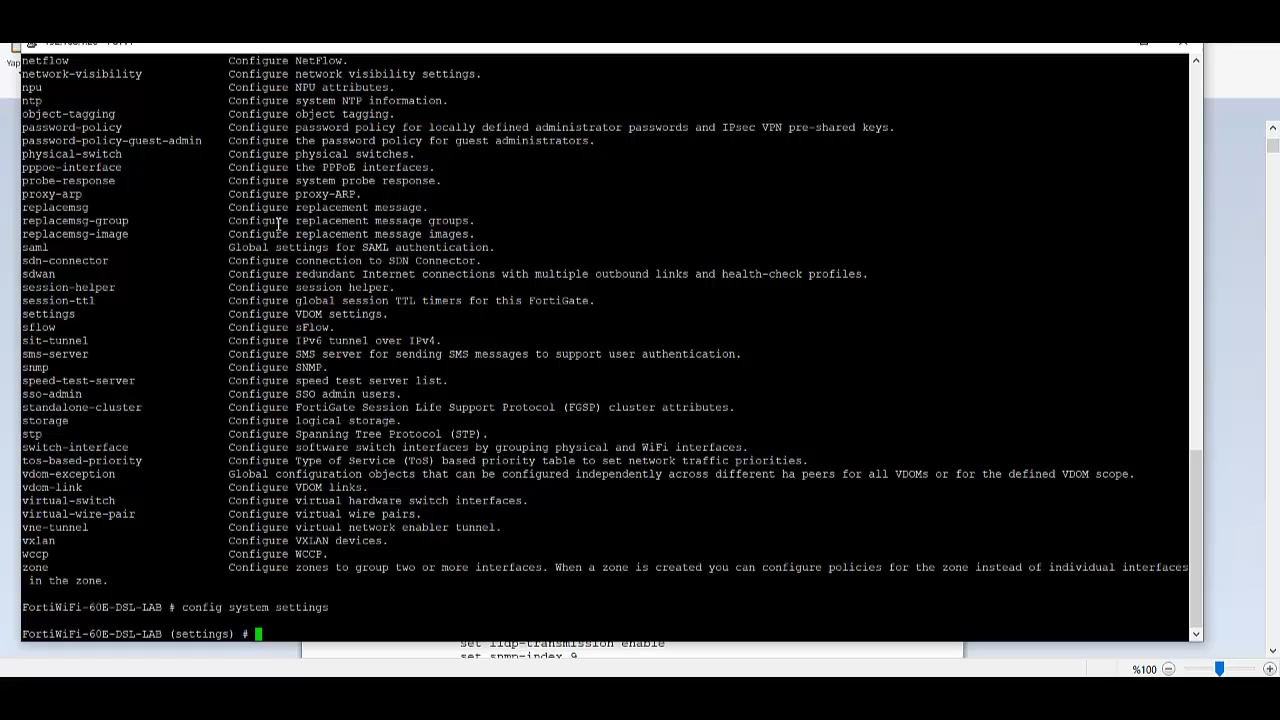 Yap
netflow Configure NetFlow.
network-visibility Configure network visibility settings.
npu Configure NPU attributes.
ntp Configure system NTP information.
object-tagging Configure object tagging.
password-policy Configure password policy for locally defined administrator passwords and IPsec VPN pre-shared keys.
password-policy-guest-admin Configure the password policy for guest administrators.
physical-switch Configure physical switches.
pppoe-interface Configure the PPPoE interfaces.
probe-response Configure system probe response.
proxy-arp Configure proxy-ARP.
replacemsg Configure replacement message.
replacemsg-group Configure replacement message groups.
replacemsg-image Configure replacement message images.
saml Global settings for SAML authentication.
sdn-connector Configure connection to SDN Connector.
sdwan Configure redundant Internet connections with multiple outbound links and health-check profiles.
session-helper Configure session helper.
session-ttl Configure global session TTL timers for this FortiGate.
settings Configure VDOM settings.
sflow Configure sFlow.
sit-tunnel Configure IPv6 tunnel over IPv4.
sms-server Configure SMS server for sending SMS messages to support user authentication.
snmp Configure SNMP.
speed-test-server Configure speed test server list.
sso-admin Configure SSO admin users.
standalone-cluster Configure FortiGate Session Life Support Protocol (FGSP) cluster attributes.
storage Configure logical storage.
stp Configure Spanning Tree Protocol (STP).
switch-interface Configure software switch interfaces by grouping physical and WiFi interfaces.
tos-based-priority Configure Type of Service (ToS) based priority table to set network traffic priorities.
vdom-exception Global configuration objects that can be configured independently across different ha peers for all VDOMs or for the defined VDOM scope.
vdom-link Configure VDOM links.
virtual-switch Configure virtual hardware switch interfaces.
virtual-wire-pair Configure virtual wire pairs.
vne-tunnel Configure virtual network enabler tunnel.
vxlan Configure VXLAN devices.
wccp Configure WCCP.
zone Configure zones to group two or more interfaces. When a zone is created you can configure policies for the zone instead of individual interfaces
in the zone.
FortiWiFi-60E-DSL-LAB # config system settings
FortiWiFi-60E-DSL-LAB (settings) #
set lldp-transmission enable
set snmp-index 9
%100